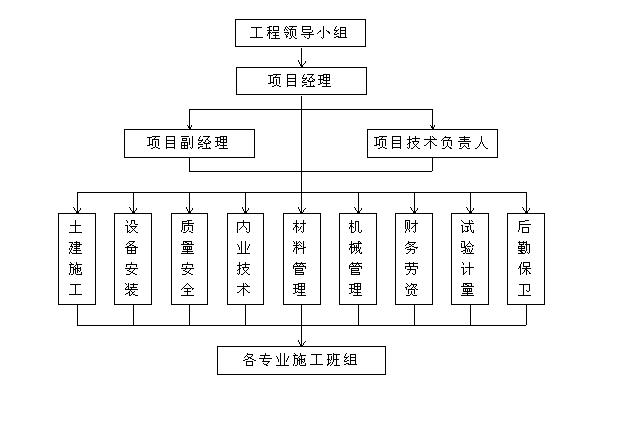 工程领导小组
项目经理
项目副经理
项目技术负责人
土建施工
设备安装
质量安全
内业技术
材料管理
机械管理
财务劳资
试验计量
后勤保卫
各专业施工班组